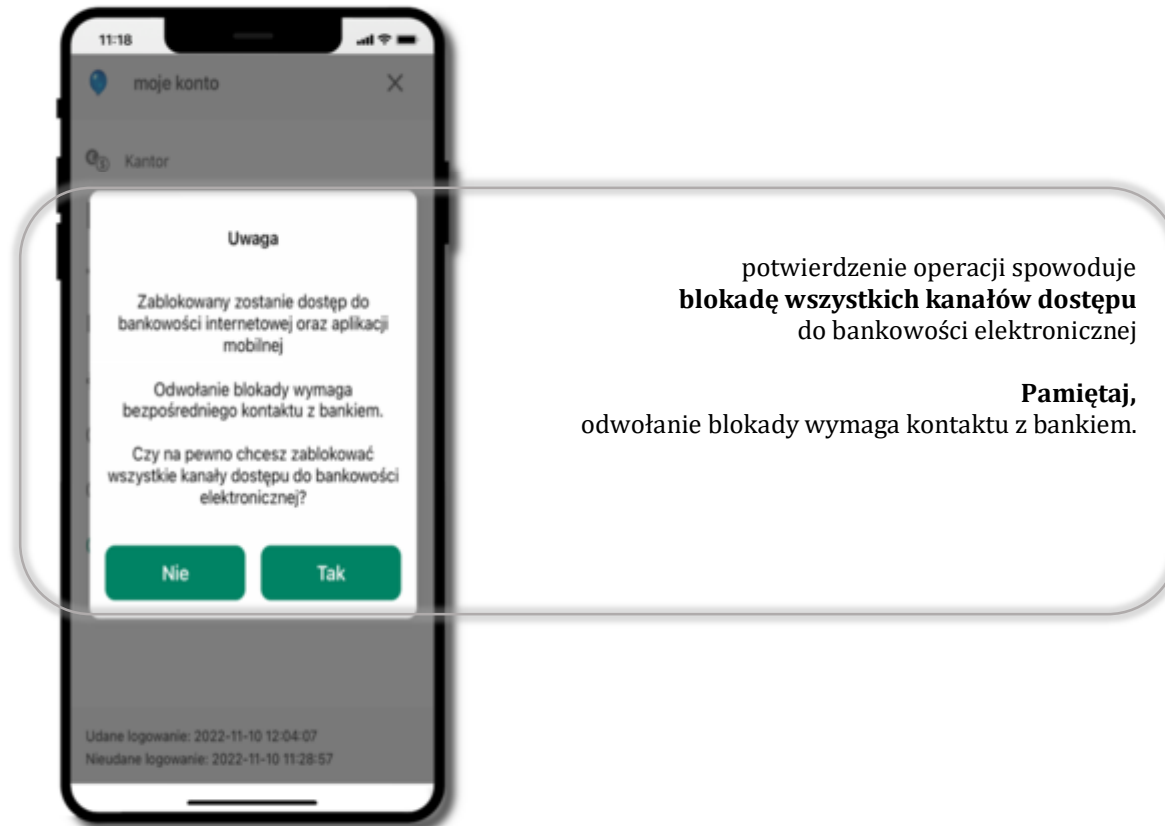 11:18
moje konto
Kantor
Uwaga
Zablokowany zostanie dostęp do
bankowości internetowej oraz aplikacji
mobilnej
Odwołanie blokady wymaga
bezpośredniego kontaktu z bankiem.
Czy na pewno chcesz zablokować
wszystkie kanały dostępu do bankowości
elektronicznej?
Nie Tak
Udane logowanie: 2022-11-10 12:04:07
Nieudane logowanie: 2022-11-10 11:28:57
potwierdzenie operacji spowoduje
blokadę wszystkich kanałów dostępu
do bankowości elektronicznej
Pamiętaj,
odwołanie blokady wymaga kontaktu z bankiem.